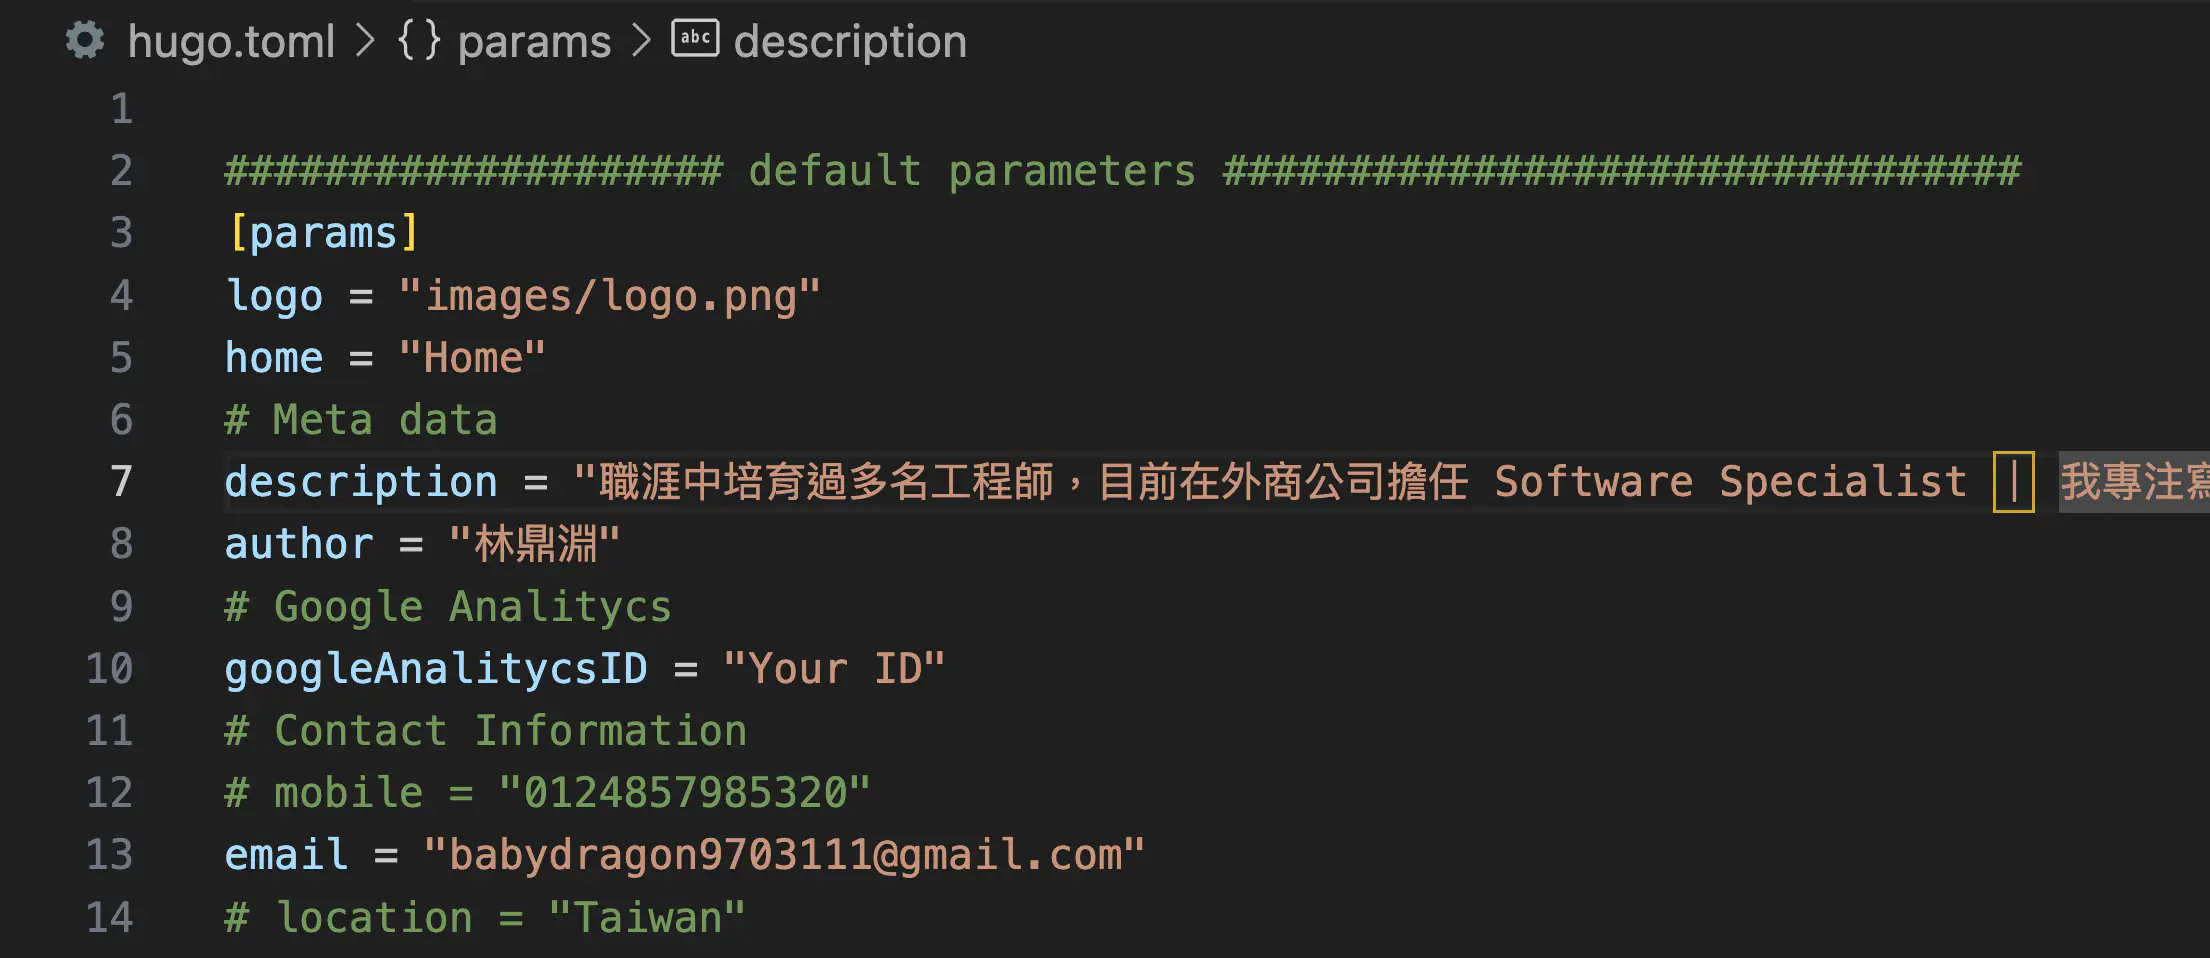 hugo.toml > {} params > abc description
1
2 #################### default parameters ################################
3 [params]
4 logo = "images/logo.png"
5 home = "Home"
6 # Meta data
7 description = "職涯中培育過多名工程師，目前在外商公司擔任 Software Specialist | 我專注寫
8 author = "林鼎淵"
9 # Google Analitycs
10 googleAnalitycsID = "Your ID"
11 # Contact Information
12 # mobile = "0124857985320"
13 email = "babydragon9703111@gmail.com"
14 # location = "Taiwan"